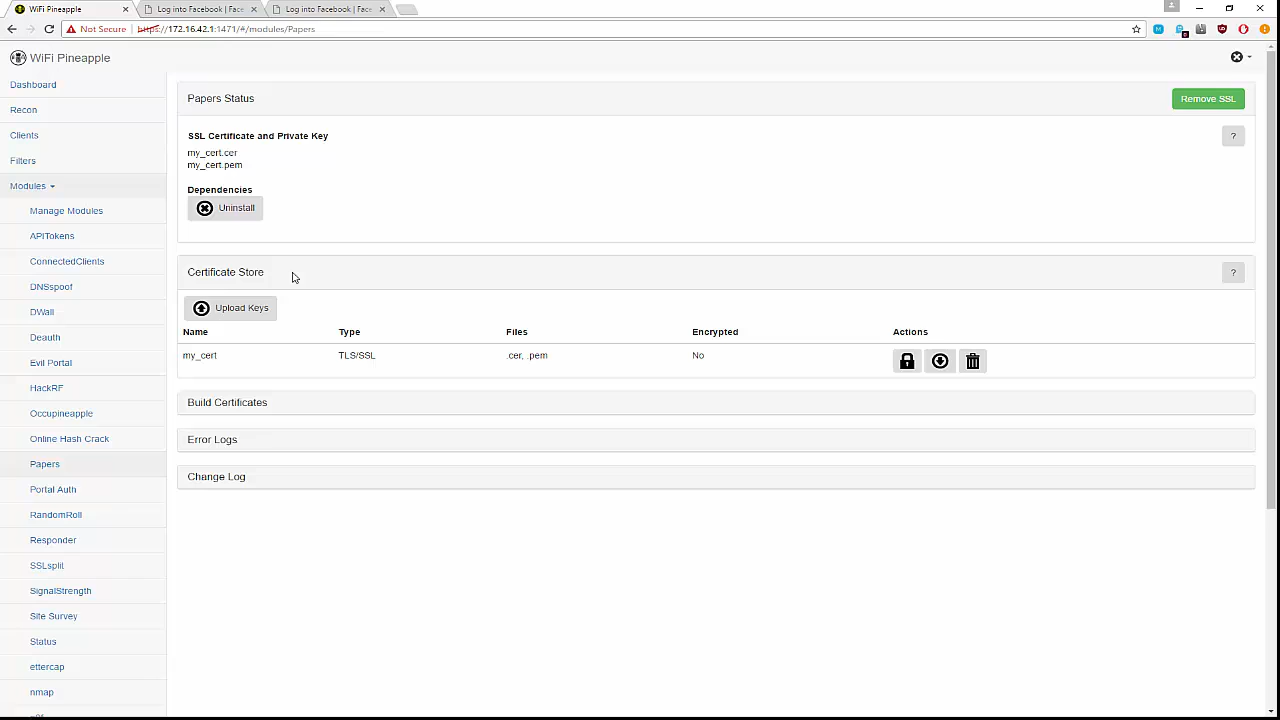 WiFi Pineapple
Log into Facebook | Face
Log into Facebook | Face
Not Secure
https://172.16.42.1:1471/#/modules/Papers
WiFi Pineapple
Dashboard
Recon
Clients
Filters
Modules
Manage Modules
APITokens
ConnectedClients
DNSspoof
DWall
Deauth
Evil Portal
HackRF
Occupineapple
Online Hash Crack
Papers
Portal Auth
RandomRoll
Responder
SSLsplit
SignalStrength
Site Survey
Status
ettercap
nmap
Papers Status
Remove SSL
SSL Certificate and Private Key
?
my_cert.cer
my_cert.pem
Dependencies
Uninstall
Certificate Store
?
Upload Keys
Name Type Files Encrypted Actions
my_cert TLS/SSL .cer, .pem No
Build Certificates
Error Logs
Change Log